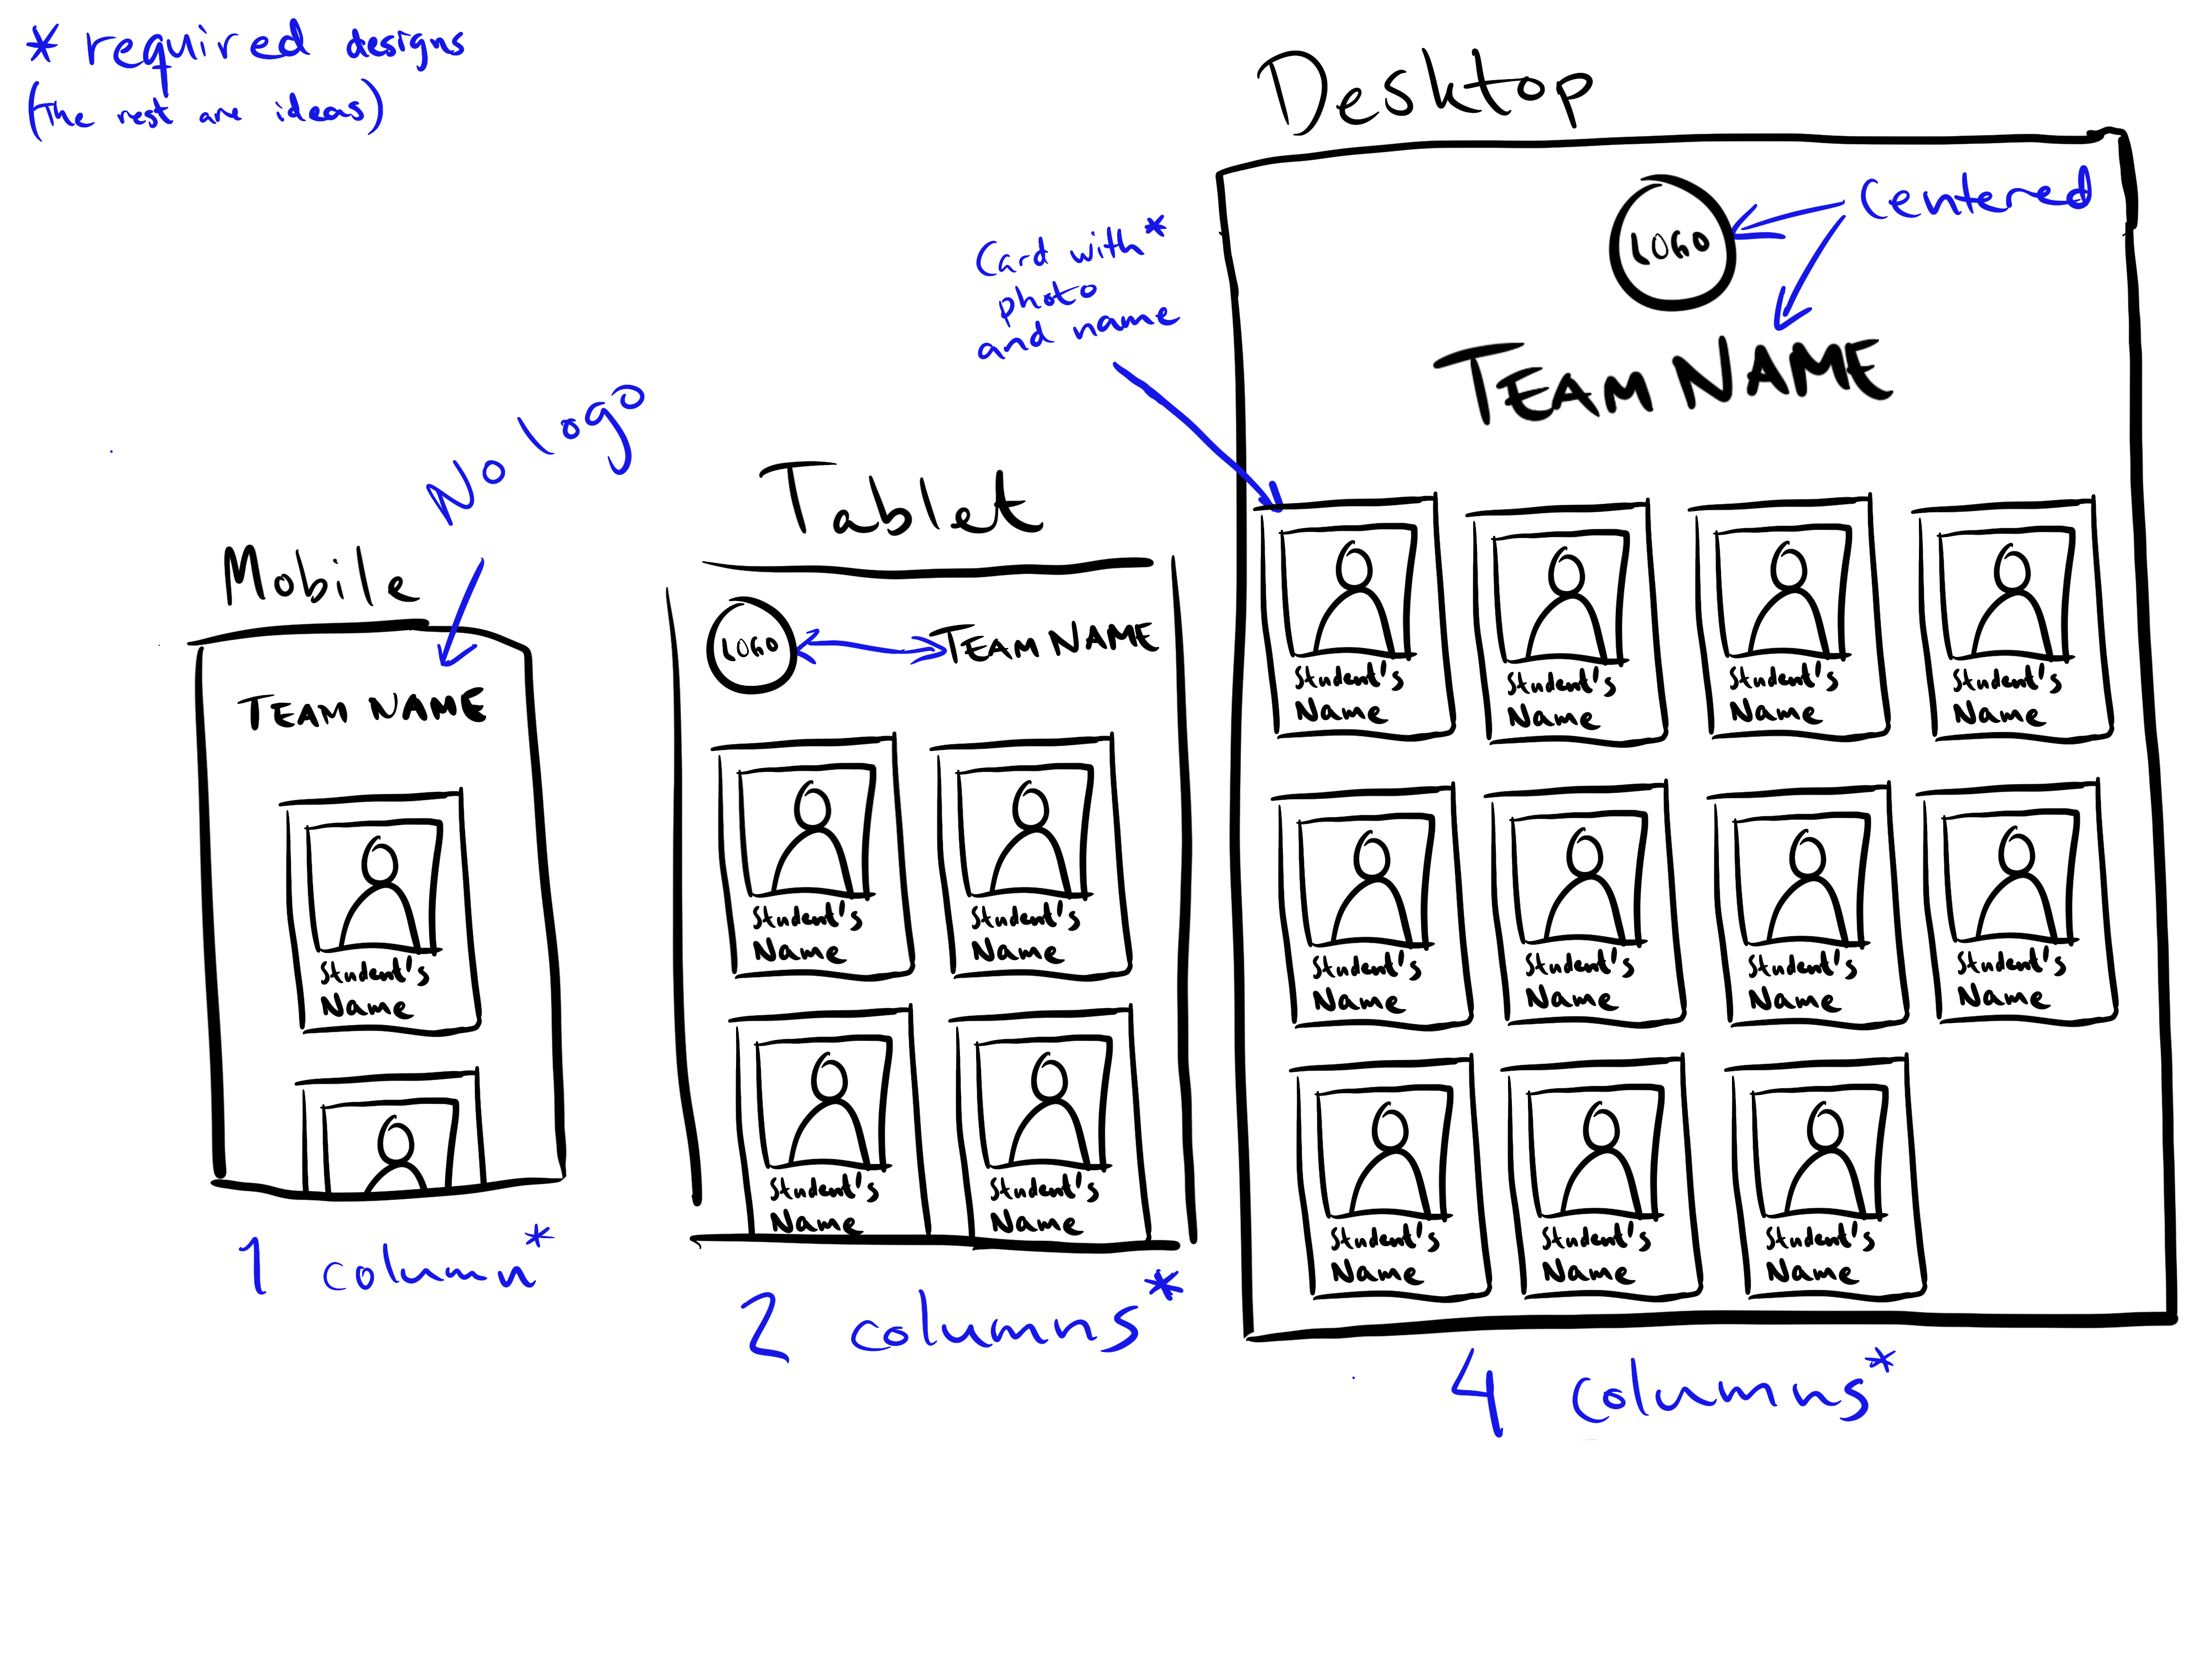 * required designs
(The rest are ideas)
Desktop
LOGO
Centered
TEAM NAME
Card with*
photo
and name
Student's
Name
Student's
Name
Student's
Name
Student's
Name
Student's
Name
Student's
Name
Student's
Name
Student's
Name
Student's
Name
Student's
Name
Student's
Name
4 columns*
Tablet
LOGO
TEAM NAME
Student's
Name
Student's
Name
Student's
Name
Student's
Name
2 columns*
No logo
Mobile
TEAM NAME
Student's
Name
1 column*